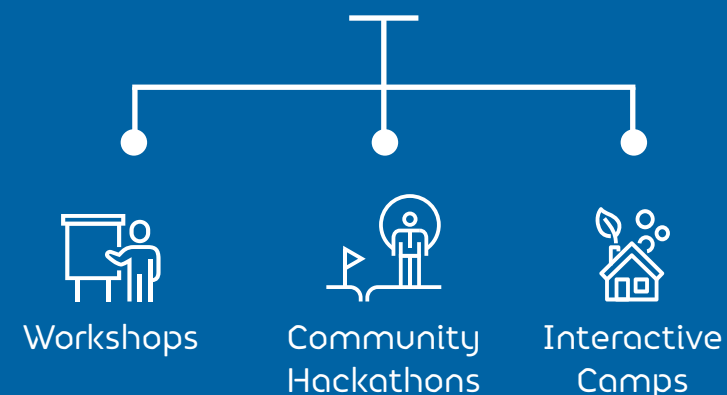 Workshops
Community
Hackathons
Interactive
Camps